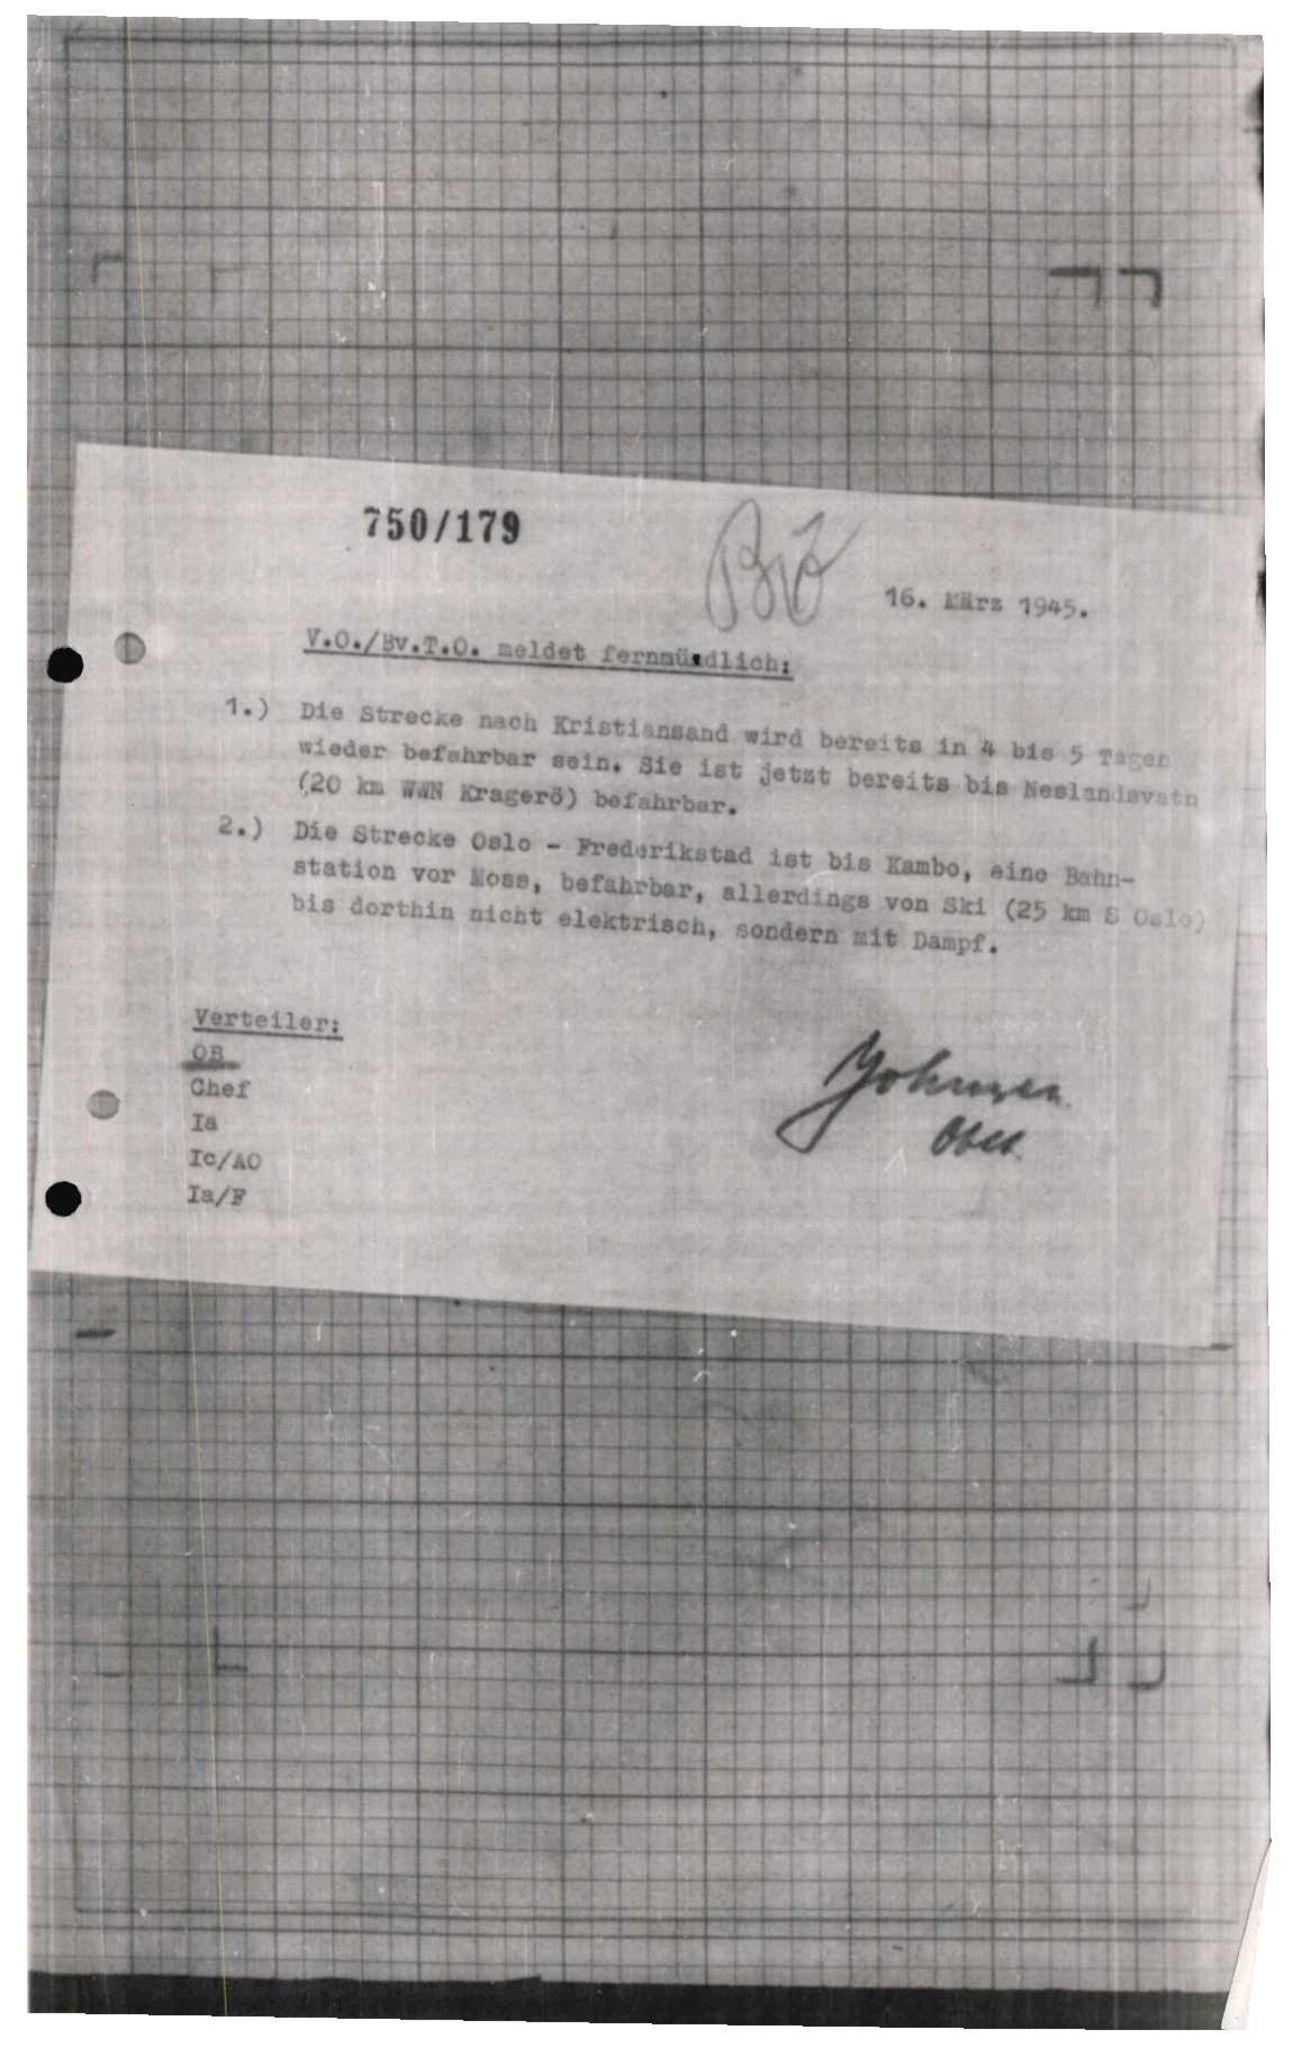 750/179
16. März 1945.
V.O./Bv.T.O. meldet fernmündlich:
1.) Die Strecke nach Kristiansand wird bereits in 4 bis 5 Tagen
wieder befahrbar sein. Sie ist jetzt bereits bis Neslandsvatn
(20 km WWN Kragerö) befahrbar.
2.) Die Strecke Oslo - Frederikstad ist bis Kambo, eine Bahn-
station vor Moss, befahrbar, allerdings von Ski (25 km S Oslo)
bis dorthin nicht elektrisch, sondern mit Dampf.
Verteiler:
OB
Chef
Ia
Ic/AO
Ia/F